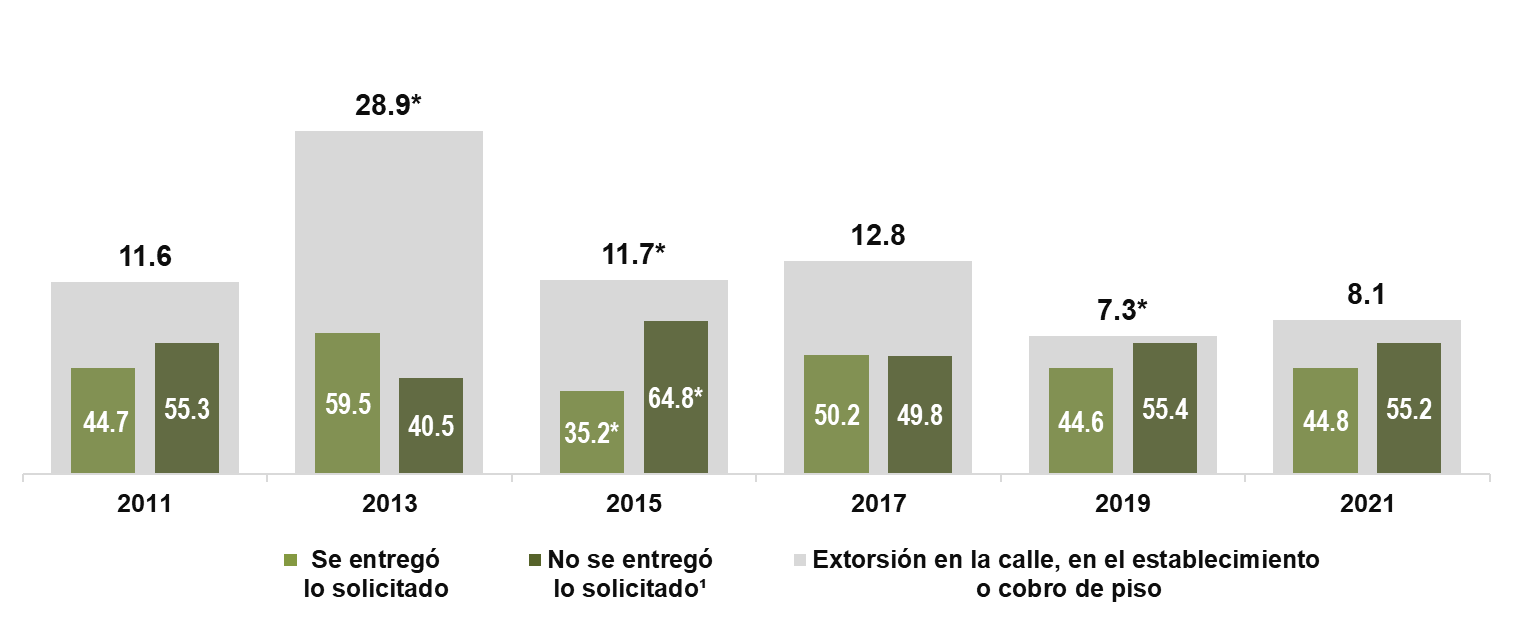 28.9*
11.6
11.7*
12.8
7.3*
8.1
44.7 55.3
59.5 40.5
35.2* 64.8*
50.2 49.8
44.6 55.4
44.8 55.2
2011 2013 2015 2017 2019 2021
Se entregó
lo solicitado
No se entregó
lo solicitado¹
Extorsión en la calle, en el establecimiento
o cobro de piso